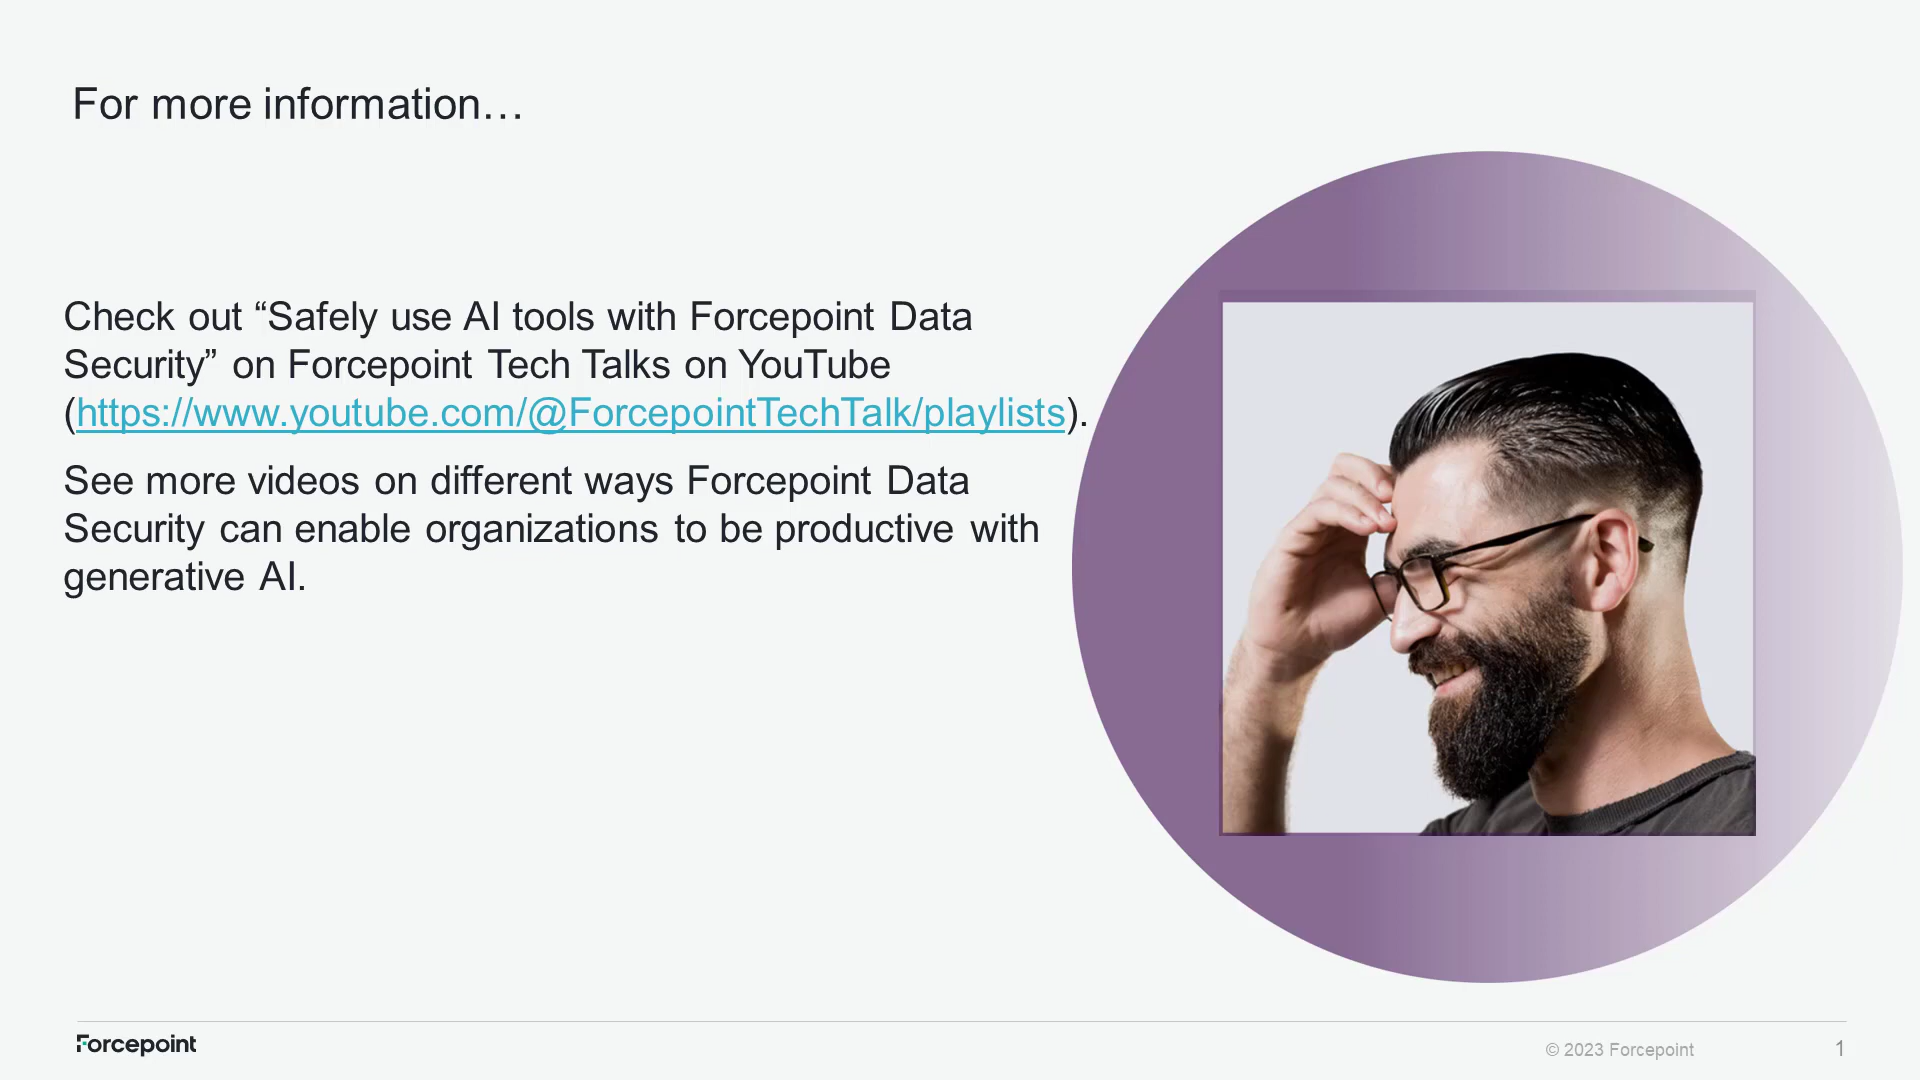 For more information…
Check out “Safely use AI tools with Forcepoint Data
Security” on Forcepoint Tech Talks on YouTube
(https://www.youtube.com/@ForcepointTechTalk/playlists).
See more videos on different ways Forcepoint Data
Security can enable organizations to be productive with
generative AI.
Forcepoint
© 2023 Forcepoint
1